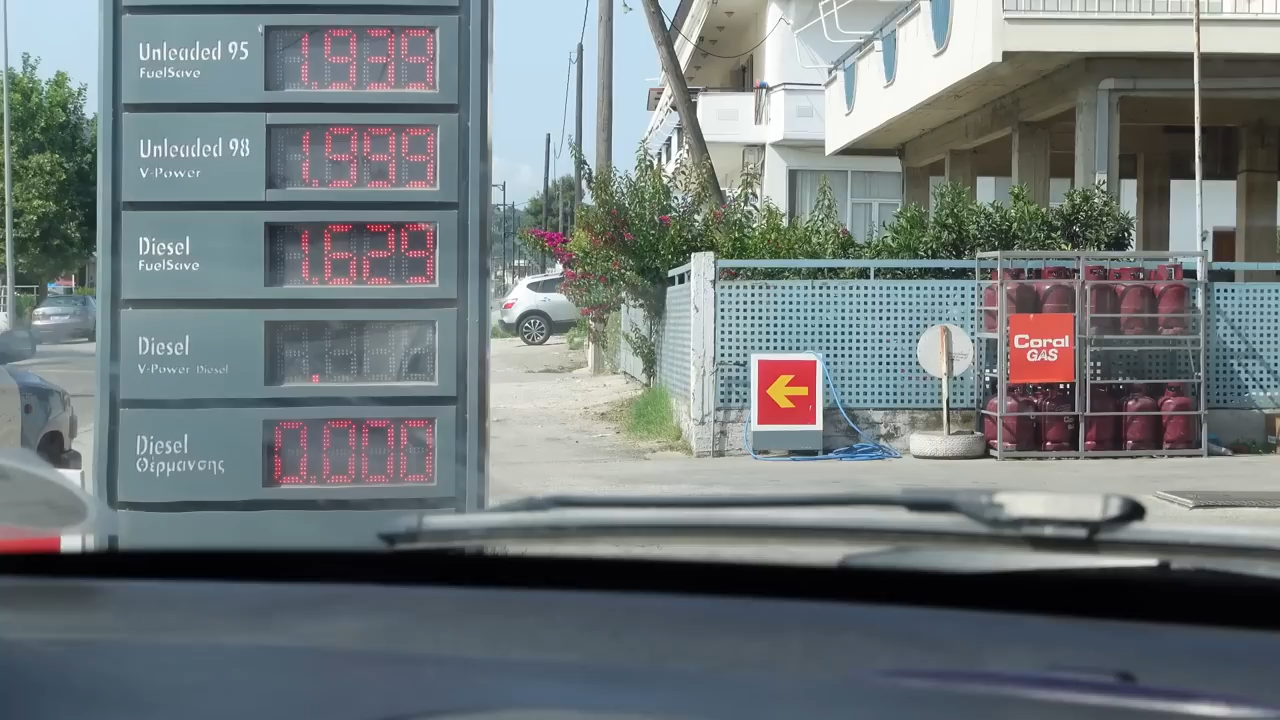 Unleaded 95
FuelSave
1.939
Unleaded 98
V-Power
1.999
Diesel
FuelSave
1.629
Diesel
V-Power Diesel
.
Diesel
Θέρμανσης
0.000
Coral
GAS